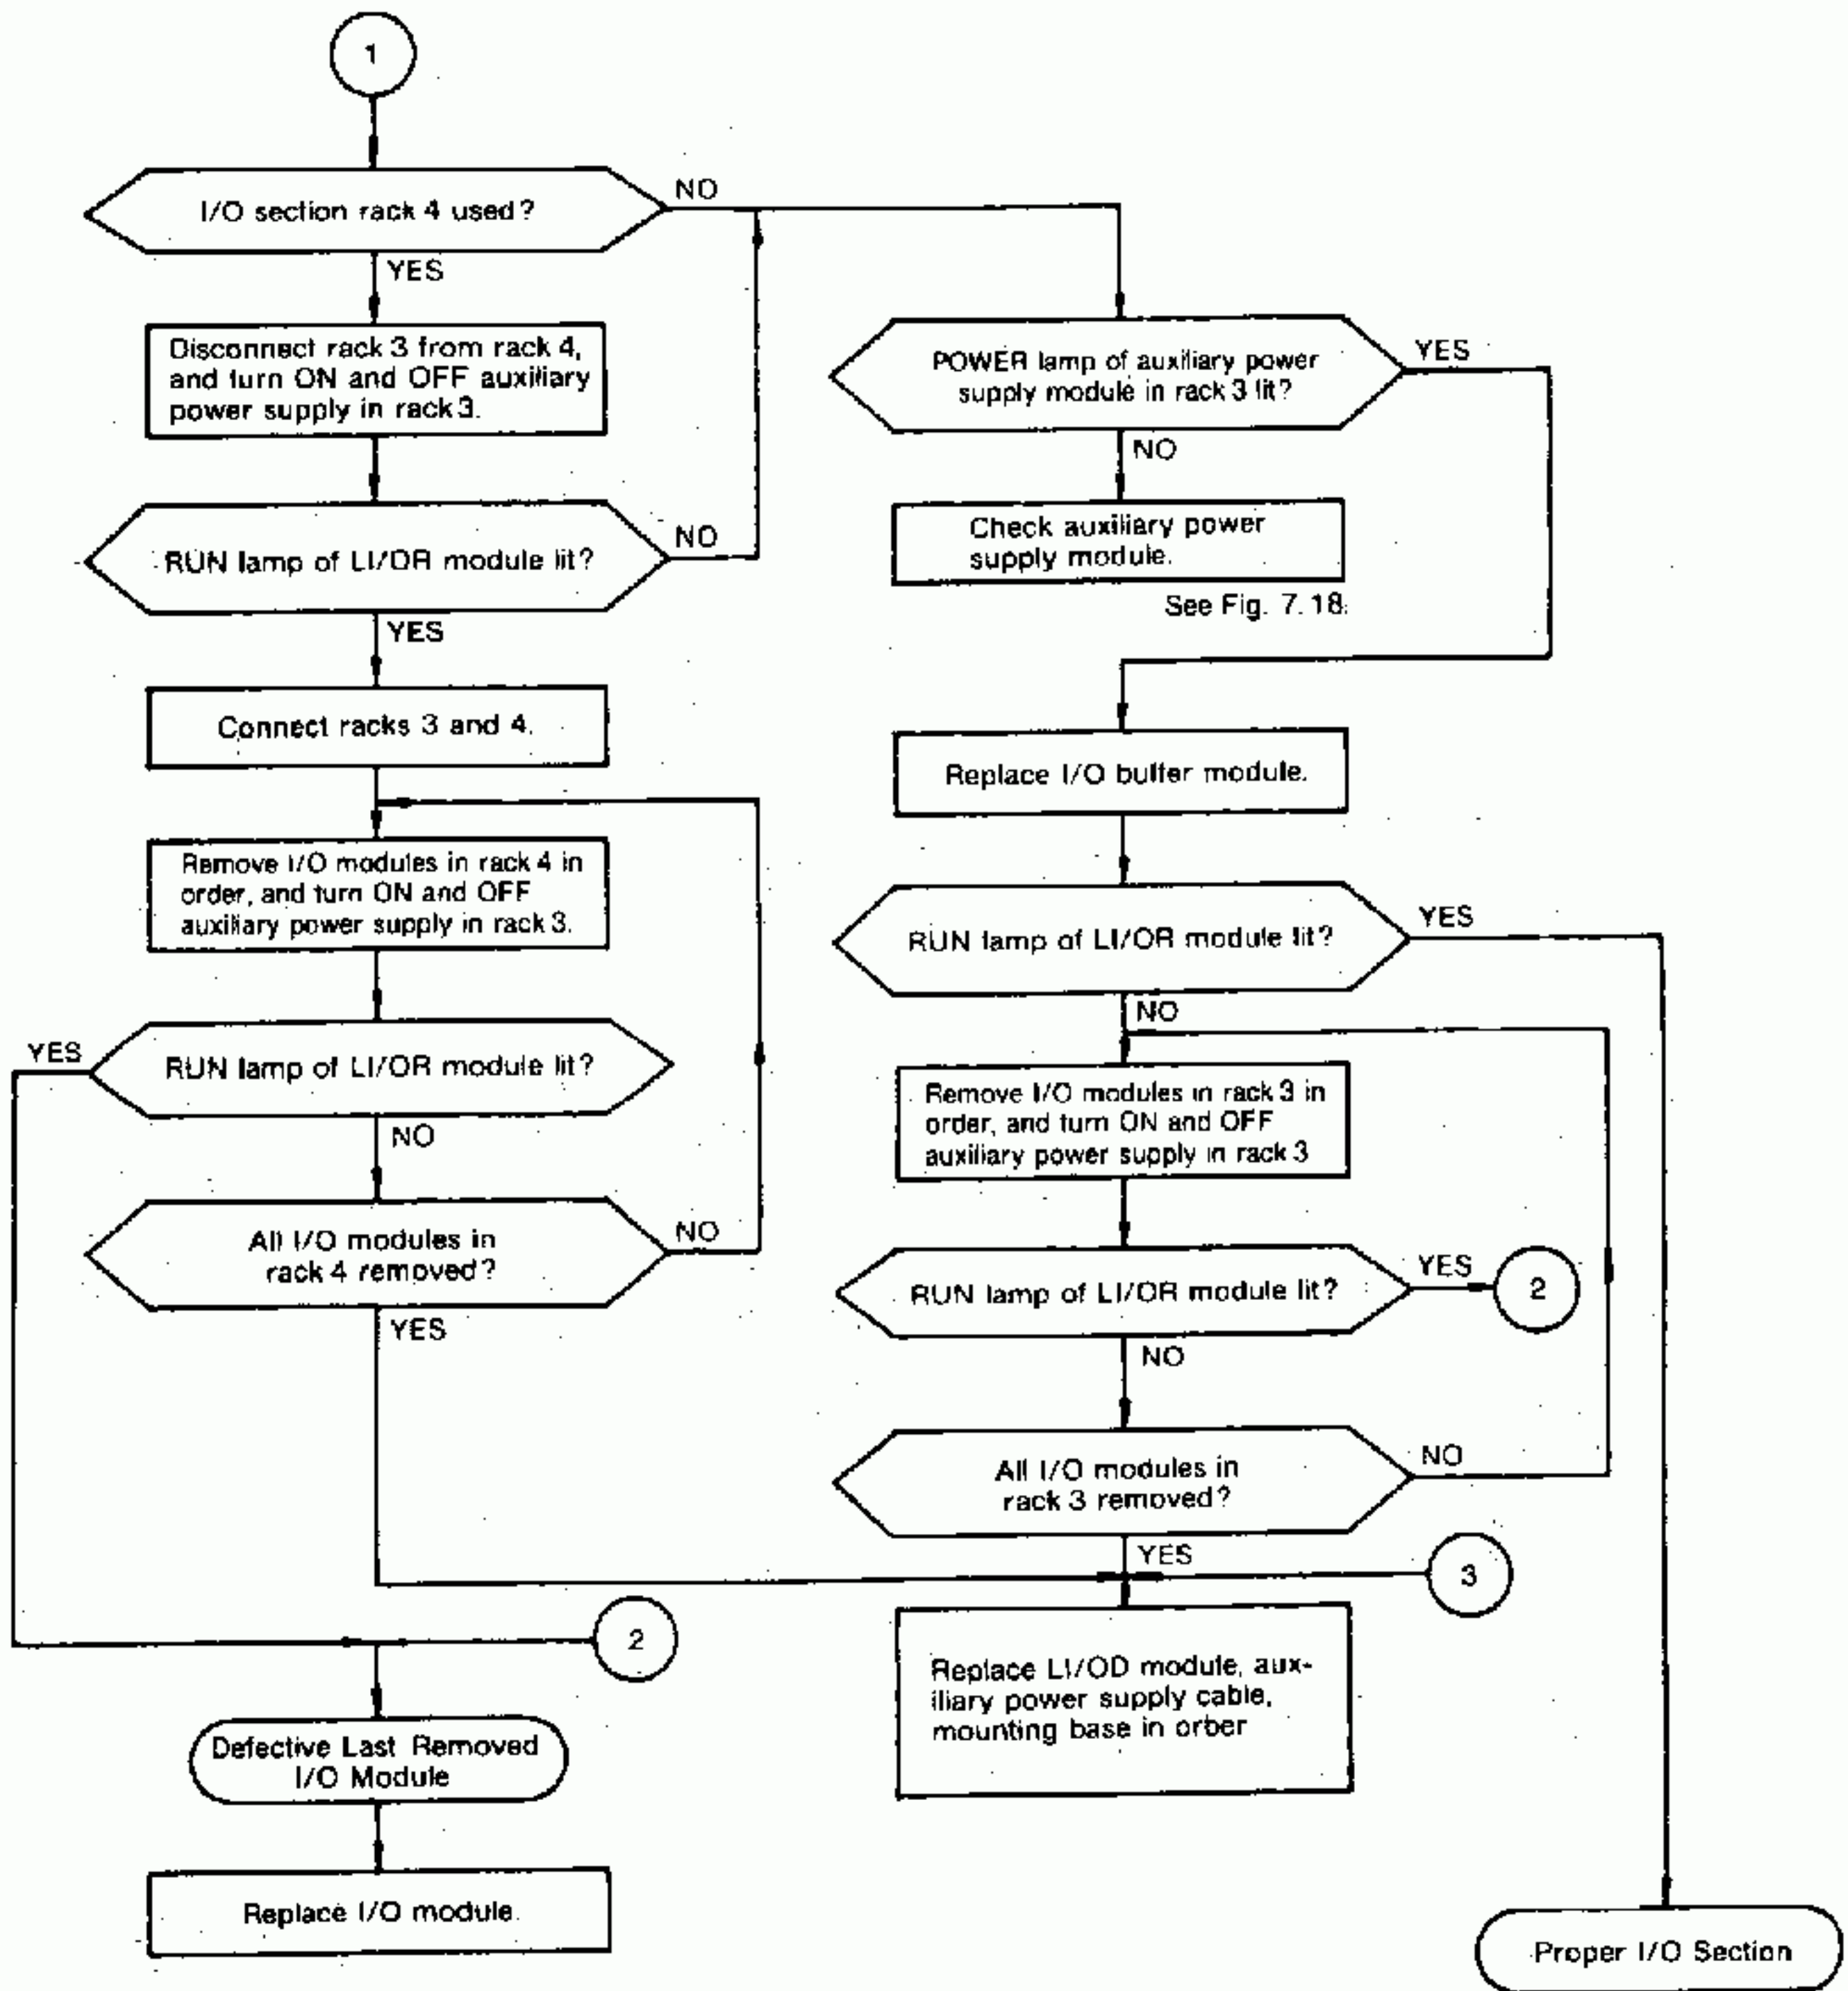 1
I/O section rack 4 used?
NO
YES
Disconnect rack 3 from rack 4,
and turn ON and OFF auxiliary
power supply in rack 3.
RUN lamp of LI/OR module lit?
NO
YES
Connect racks 3 and 4.
Remove I/O modules in rack 4 in
order, and turn ON and OFF
auxiliary power supply in rack 3.
YES
RUN lamp of LI/OR module lit?
NO
All I/O modules in
rack 4 removed?
NO
YES
2
Defective Last Removed
I/O Module
Replace I/O module.
POWER lamp of auxiliary power
supply module in rack 3 lit?
YES
NO
Check auxiliary power
supply module.
See Fig. 7.18.
Replace I/O buffer module.
RUN lamp of LI/OR module lit?
YES
NO
Remove I/O modules in rack 3 in
order, and turn ON and OFF
auxiliary power supply in rack 3
RUN lamp of LI/OR module lit?
YES
2
NO
All I/O modules in
rack 3 removed?
NO
YES
3
Replace LI/OD module, aux-
iliary power supply cable,
mounting base in orber
Proper I/O Section